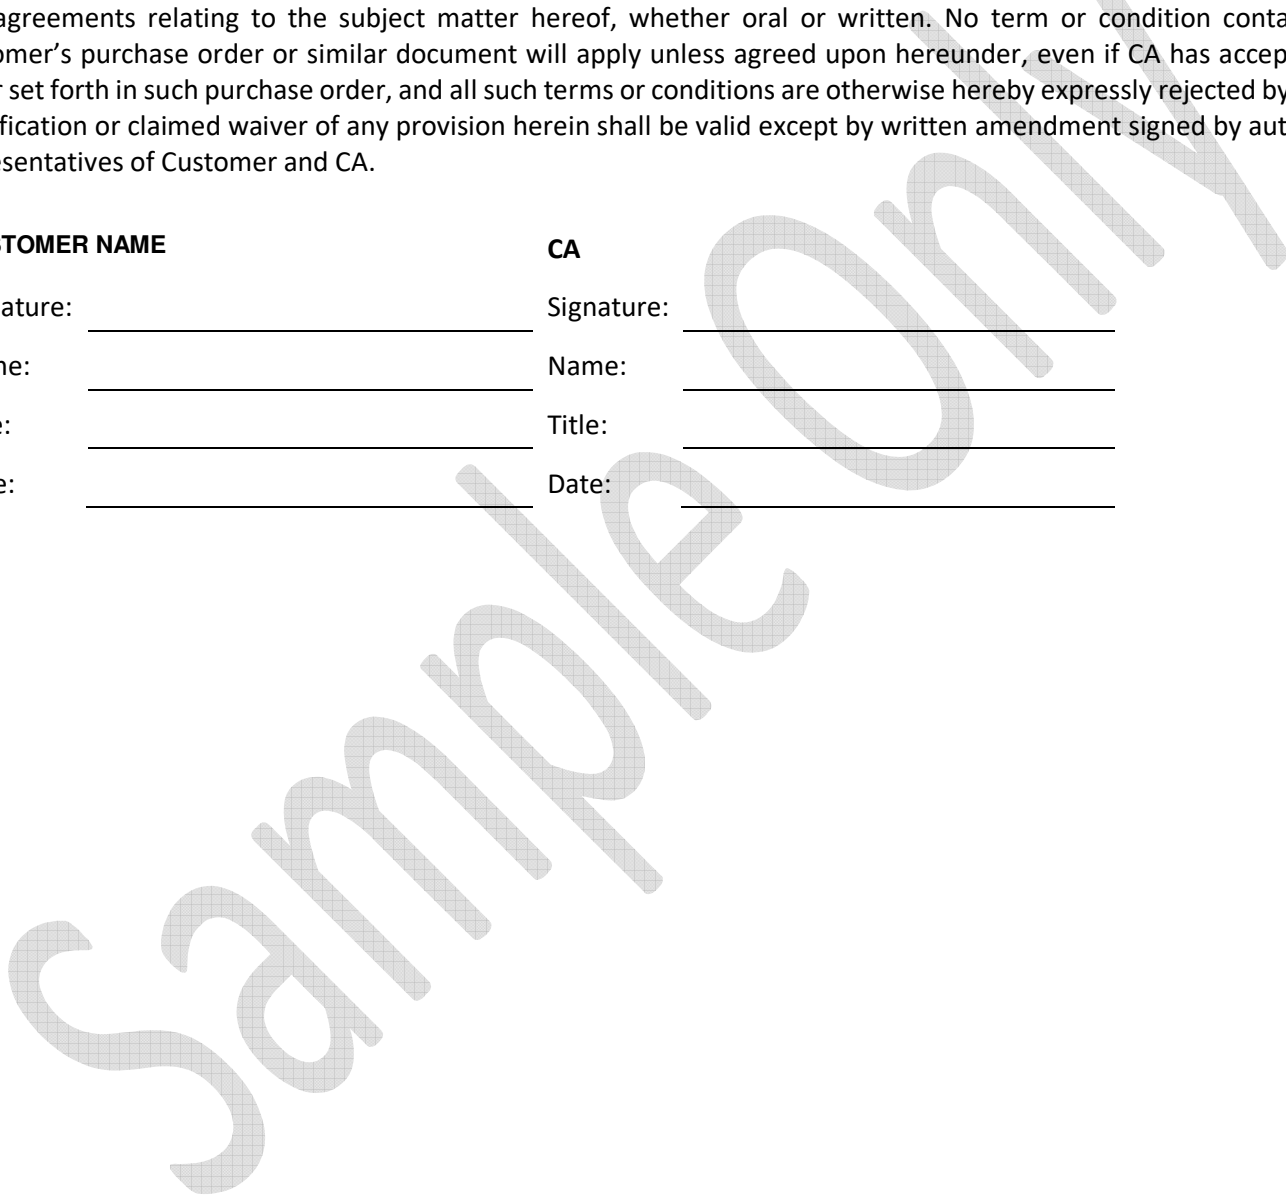 agreements relating to the subject matter hereof, whether oral or written. No term or condition conta
omer’s purchase order or similar document will apply unless agreed upon hereunder, even if CA has accep
r set forth in such purchase order, and all such terms or conditions are otherwise hereby expressly rejected by
ification or claimed waiver of any provision herein shall be valid except by written amendment signed by aut
esentatives of Customer and CA.
STOMER NAME CA
ature: Signature:
me: Name:
e: Title:
e: Date:
Sample Only